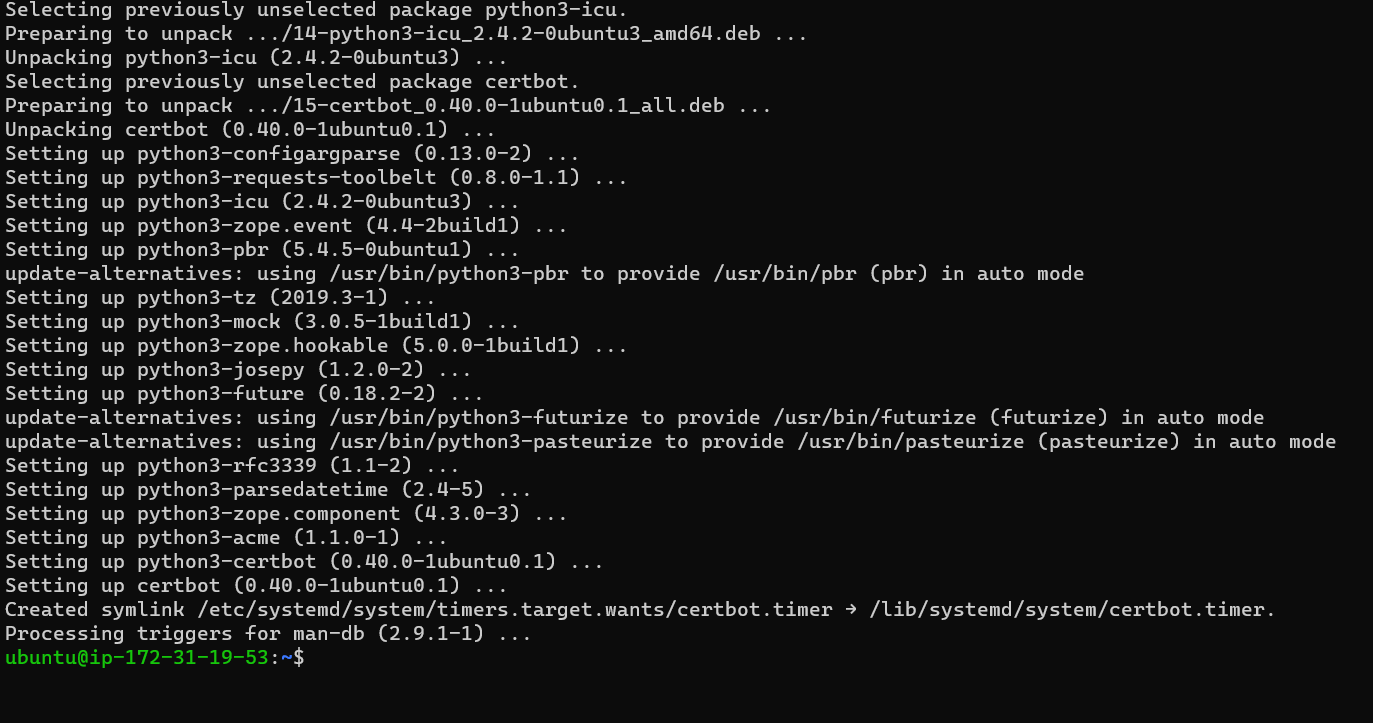 Selecting previously unselected package python3-icu.
Preparing to unpack .../14-python3-icu_2.4.2-0ubuntu3_amd64.deb ...
Unpacking python3-icu (2.4.2-0ubuntu3) ...
Selecting previously unselected package certbot.
Preparing to unpack .../15-certbot_0.40.0-1ubuntu0.1_all.deb ...
Unpacking certbot (0.40.0-1ubuntu0.1) ...
Setting up python3-configargparse (0.13.0-2) ...
Setting up python3-requests-toolbelt (0.8.0-1.1) ...
Setting up python3-icu (2.4.2-0ubuntu3) ...
Setting up python3-zope.event (4.4-2build1) ...
Setting up python3-pbr (5.4.5-0ubuntu1) ...
update-alternatives: using /usr/bin/python3-pbr to provide /usr/bin/pbr (pbr) in auto mode
Setting up python3-tz (2019.3-1) ...
Setting up python3-mock (3.0.5-1build1) ...
Setting up python3-zope.hookable (5.0.0-1build1) ...
Setting up python3-josepy (1.2.0-2) ...
Setting up python3-future (0.18.2-2) ...
update-alternatives: using /usr/bin/python3-futurize to provide /usr/bin/futurize (futurize) in auto mode
update-alternatives: using /usr/bin/python3-pasteurize to provide /usr/bin/pasteurize (pasteurize) in auto mode
Setting up python3-rfc3339 (1.1-2) ...
Setting up python3-parsedatetime (2.4-5) ...
Setting up python3-zope.component (4.3.0-3) ...
Setting up python3-acme (1.1.0-1) ...
Setting up python3-certbot (0.40.0-1ubuntu0.1) ...
Setting up certbot (0.40.0-1ubuntu0.1) ...
Created symlink /etc/systemd/system/timers.target.wants/certbot.timer → /lib/systemd/system/certbot.timer.
Processing triggers for man-db (2.9.1-1) ...
ubuntu@ip-172-31-19-53:~$